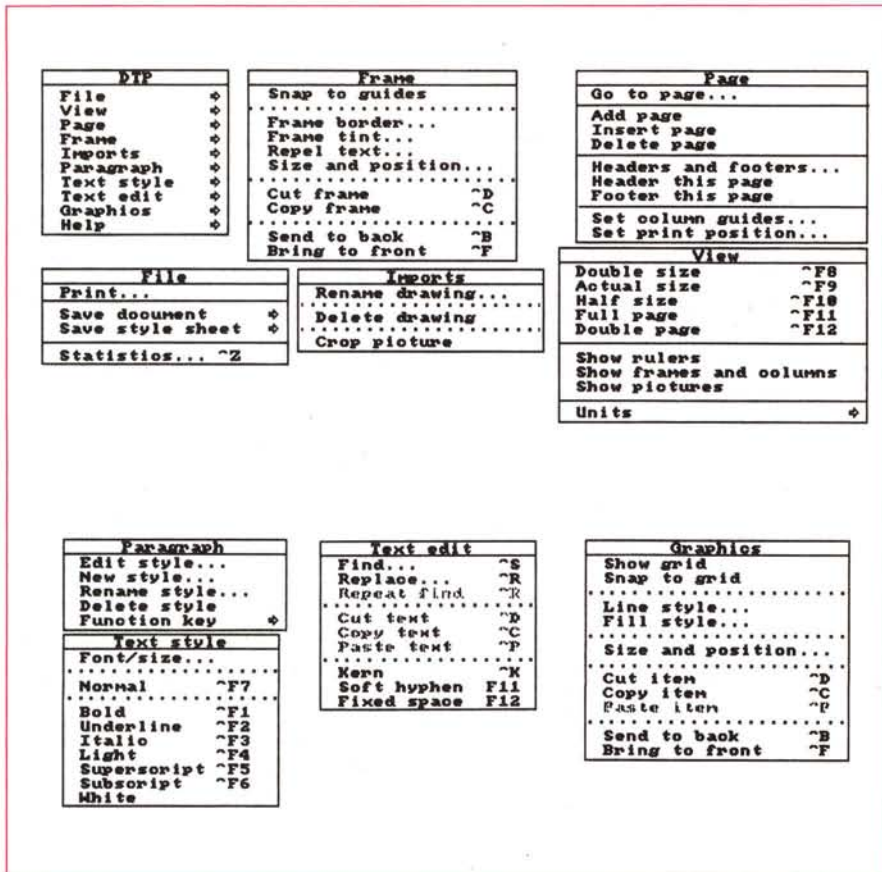 DTP
File ⇨
View ⇨
Page ⇨
Frame ⇨
Imports ⇨
Paragraph ⇨
Text style ⇨
Text edit ⇨
Graphics ⇨
Help ⇨
Frame
Snap to guides
Frame border...
Frame tint...
Repel text...
Size and position...
Cut frame ^D
Copy frame ^C
Send to back ^B
Bring to front ^F
Page
Go to page...
Add page
Insert page
Delete page
Headers and footers...
Header this page
Footer this page
Set column guides...
Set print position...
File
Print...
Save document ⇨
Save style sheet ⇨
Statistics... ^Z
Imports
Rename drawing...
Delete drawing
Crop picture
View
Double size ^F8
Actual size ^F9
Half size ^F10
Full page ^F11
Double page ^F12
Show rulers
Show frames and columns
Show pictures
Units ⇨
Paragraph
Edit style...
New style...
Rename style...
Delete style
Function key ⇨
Text style
Font/size...
Normal ^F7
Bold ^F1
Underline ^F2
Italic ^F3
Light ^F4
Superscript ^F5
Subscript ^F6
White
Text edit
Find... ^S
Replace... ^R
Repeat find ^R
Cut text ^D
Copy text ^C
Paste text ^P
Kern ^K
Soft hyphen F11
Fixed space F12
Graphics
Show grid
Snap to grid
Line style...
Fill style...
Size and position...
Cut item ^D
Copy item ^C
Paste item ^P
Send to back ^B
Bring to front ^F